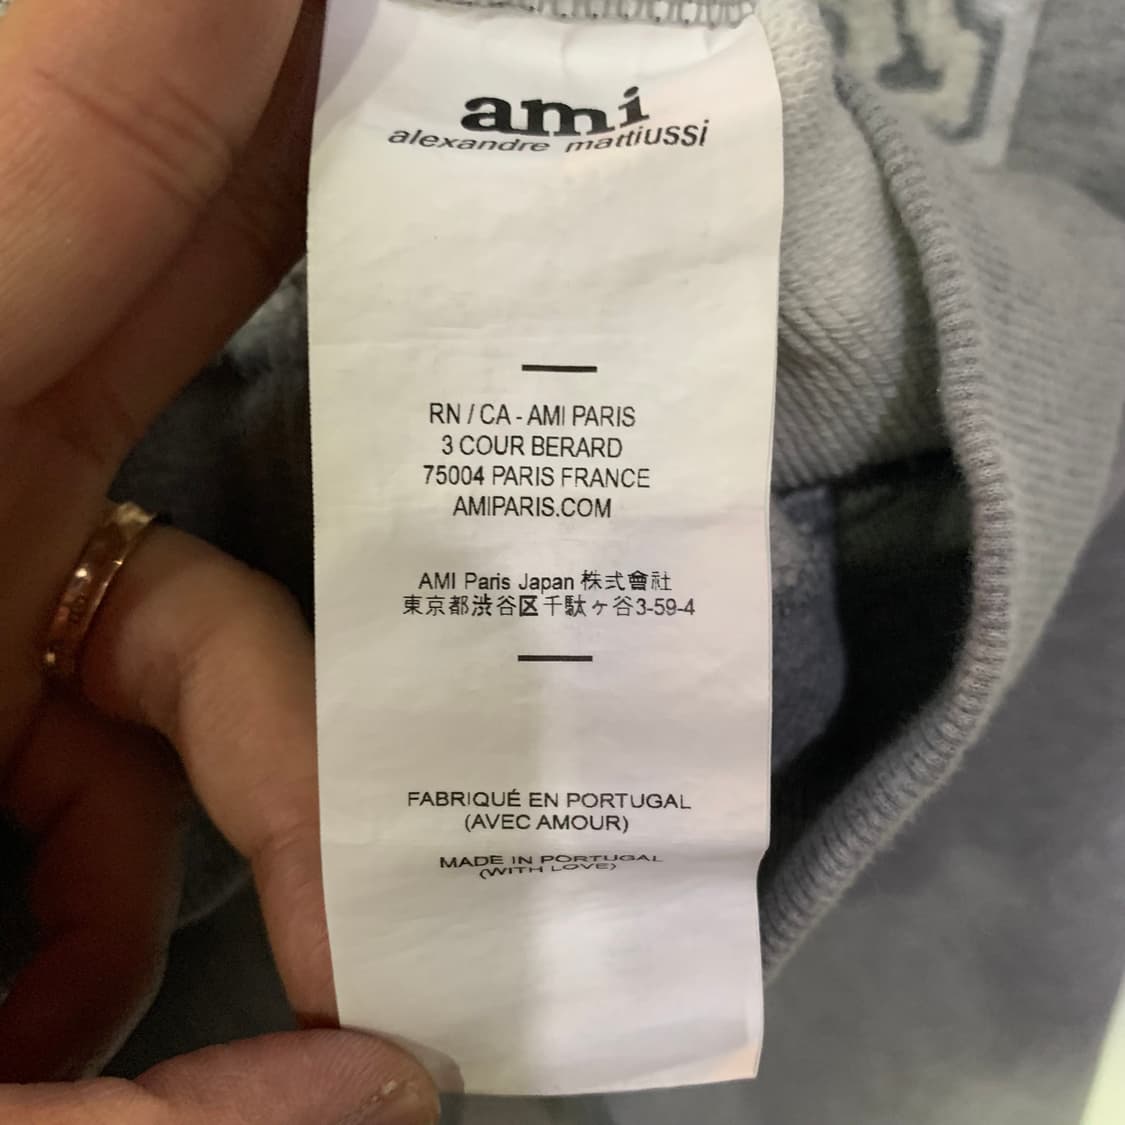 ami
alexandre mattiussi
RN / CA - AMI PARIS
3 COUR BERARD
75004 PARIS FRANCE
AMIPARIS.COM
AMI Paris Japan 株式會社
東京都渋谷区千駄ヶ谷3-59-4
FABRIQUÉ EN PORTUGAL
(AVEC AMOUR)
MADE IN PORTUGAL
(WITH LOVE)